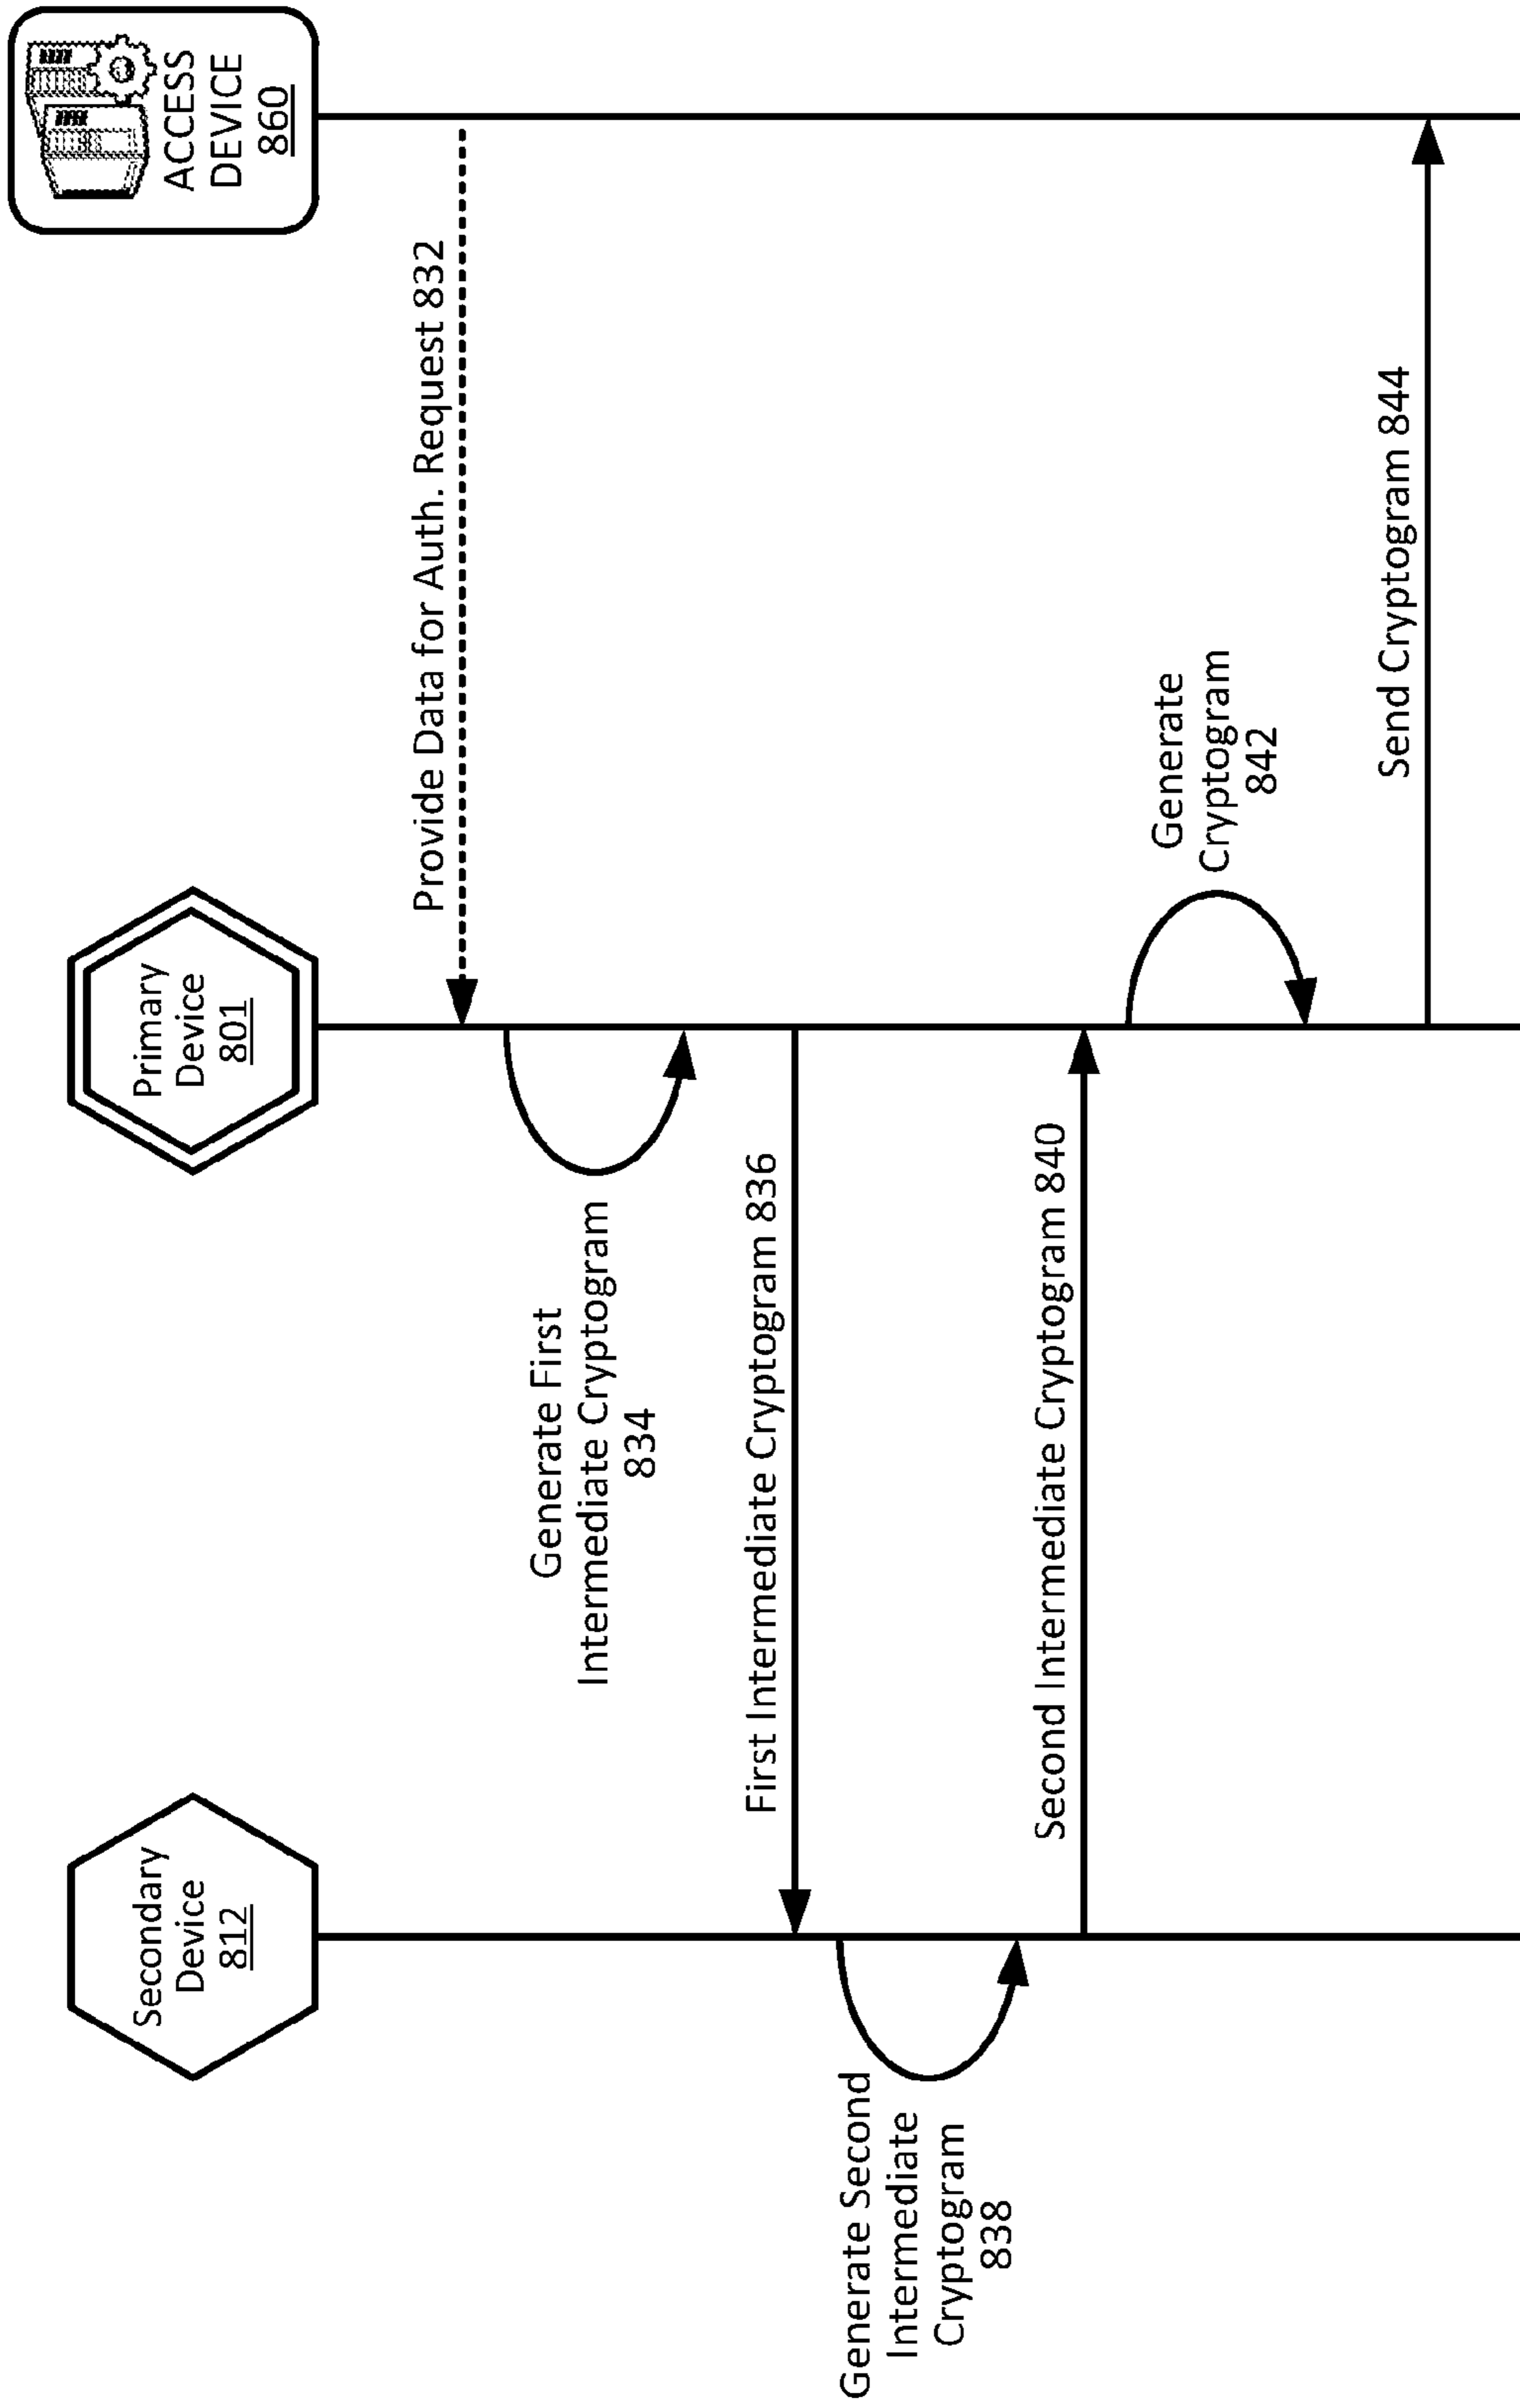 Secondary
Device
812
Primary
Device
801
ACCESS
DEVICE
860
Provide Data for Auth. Request 832
Generate First
Intermediate Cryptogram
834
First Intermediate Cryptogram 836
Generate Second
Intermediate
Cryptogram
838
Second Intermediate Cryptogram 840
Generate
Cryptogram
842
Send Cryptogram 844